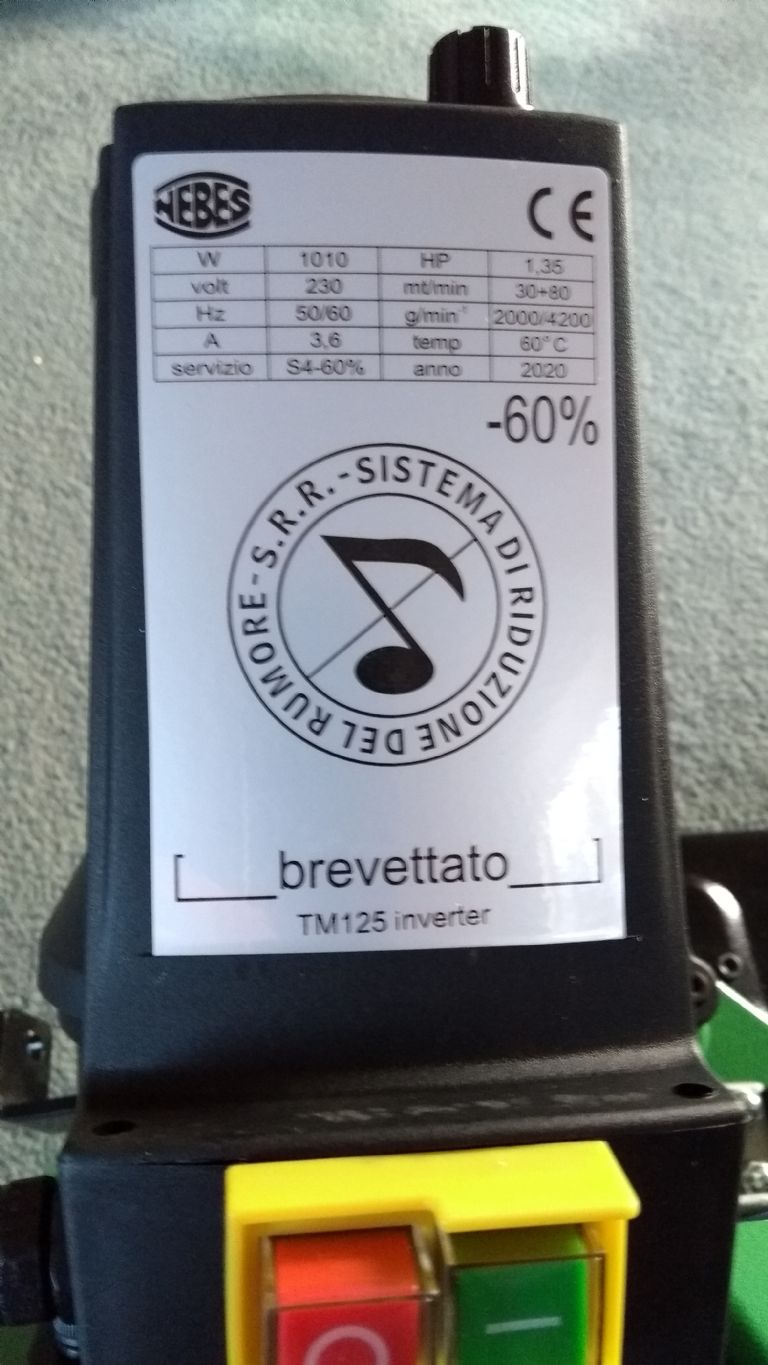 HEBES CE
W 1010 HP 1,35
volt 230 mt/min 30÷80
Hz 50/60 g/min⁻¹ 2000/4200
A 3,6 temp 60°C
servizio S4-60% anno 2020
-60%
S.R.R.-SISTEMA DI RIDUZIONE DEL RUMORE-
[____brevettato____]
TM125 inverter